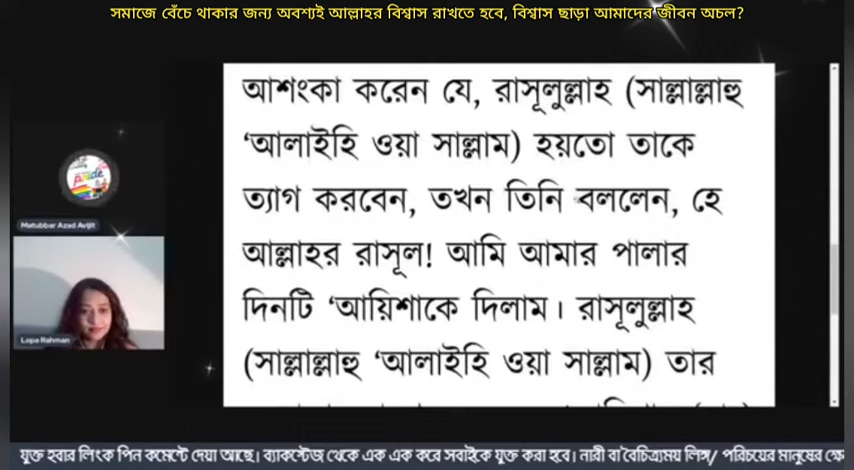 সমাজে বেঁচে থাকার জন্য অবশ্যই আল্লাহর বিশ্বাস রাখতে হবে, বিশ্বাস ছাড়া আমাদের জীবন অচল?
আশংকা করেন যে, রাসূলুল্লাহ (সাল্লাল্লাহু
‘আলাইহি ওয়া সাল্লাম) হয়তো তাকে
ত্যাগ করবেন, তখন তিনি বললেন, হে
আল্লাহর রাসূল! আমি আমার পালার
দিনটি ‘আয়িশাকে দিলাম। রাসূলুল্লাহ
(সাল্লাল্লাহু ‘আলাইহি ওয়া সাল্লাম) তার
pride
Matubbar Azad Avijit
Lopa Rahman
যুক্ত হবার লিংক পিন কমেন্টে দেয়া আছে। ব্যাকস্টেজ থেকে এক এক করে সবাইকে যুক্ত করা হবে। নারী বা বৈচিত্র্যময় লিঙ্গ/ পরিচয়ের মানুষের